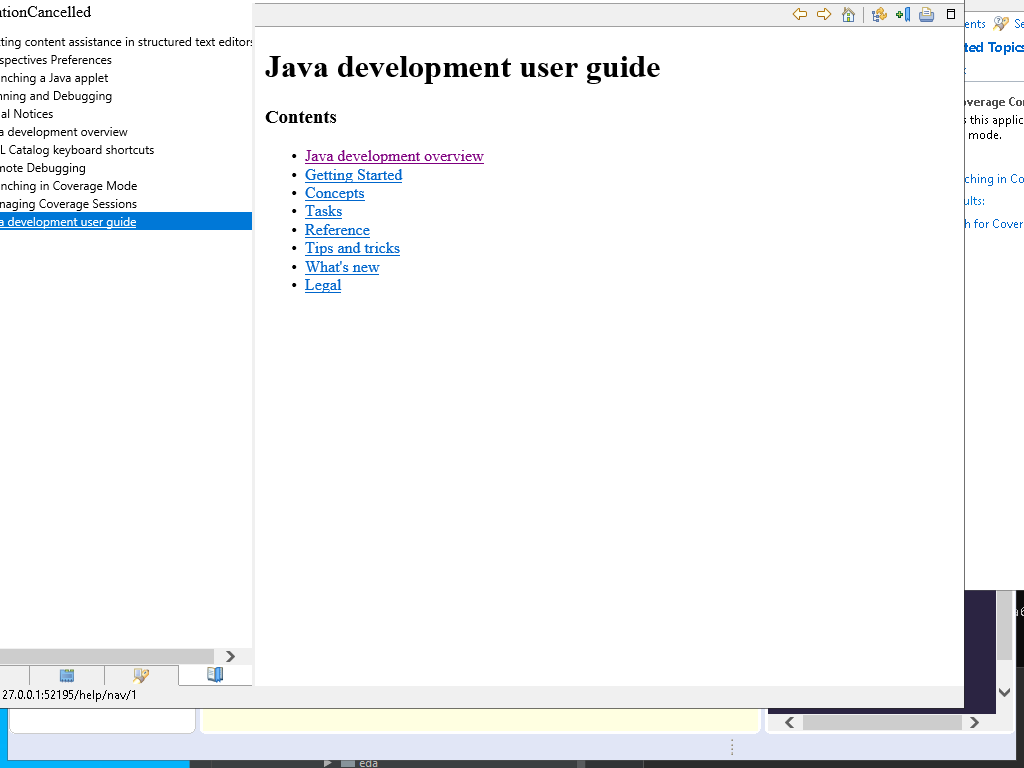 ntionCancelled
ting content assistance in structured text editors
spectives Preferences
nching a Java applet
nning and Debugging
al Notices
a development overview
L Catalog keyboard shortcuts
mote Debugging
nching in Coverage Mode
naging Coverage Sessions
a development user guide
27.0.0.1:52195/help/nav/1
Java development user guide
Contents
• Java development overview
• Getting Started
• Concepts
• Tasks
• Reference
• Tips and tricks
• What's new
• Legal
ents Se
ted Topics
verage Co
s this applic
mode.
ching in Co
ults:
h for Cover
eda